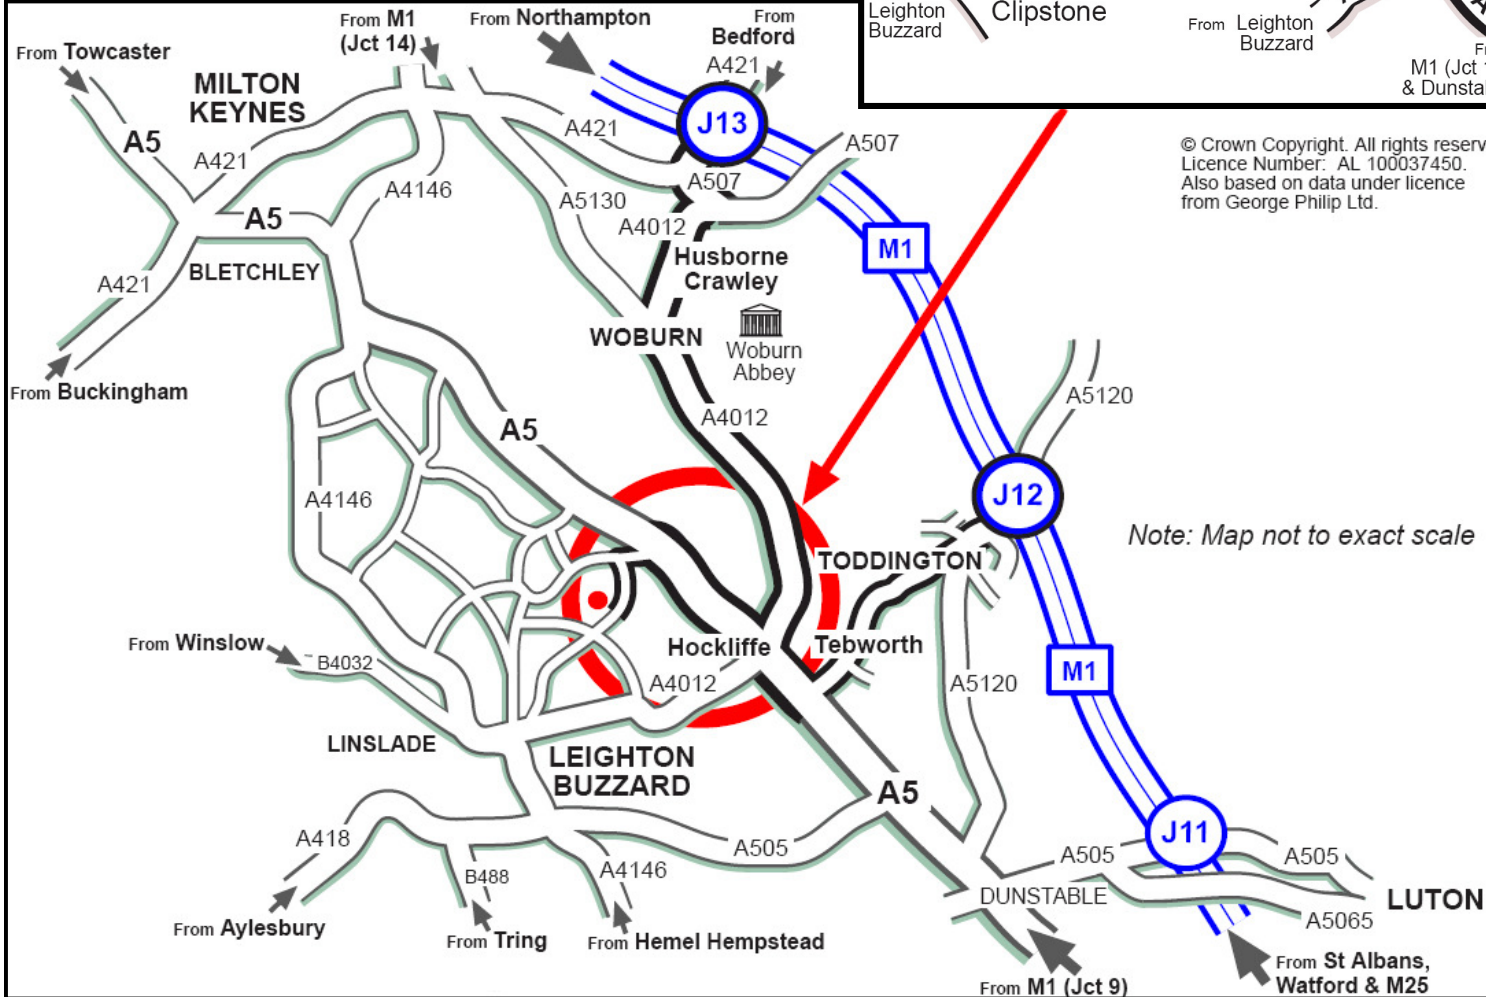 From Towcaster
From M1
(Jct 14)
From Northampton
From
Bedford
A421
Leighton
Buzzard
Clipstone
From Leighton
Buzzard
M1 (Jct
& Dunsta
MILTON
KEYNES
A5
A421
A4146
A421
J13
A507
A507
© Crown Copyright. All rights reserv
Licence Number: AL 100037450.
Also based on data under licence
from George Philip Ltd.
A5
A5130
A4012
Husborne
Crawley
M1
BLETCHLEY
A421
WOBURN
Woburn
Abbey
From Buckingham
A4012
A5120
A5
A4146
J12
Note: Map not to exact scale
TODDINGTON
From Winslow
B4032
Hockliffe
Tebworth
A4012
A5120
M1
LINSLADE
LEIGHTON
BUZZARD
A5
J11
A418
A505
A505
A505
B488
A4146
DUNSTABLE
LUTON
A5065
From Aylesbury
From Tring
From Hemel Hempstead
From M1 (Jct 9)
From St Albans,
Watford & M25